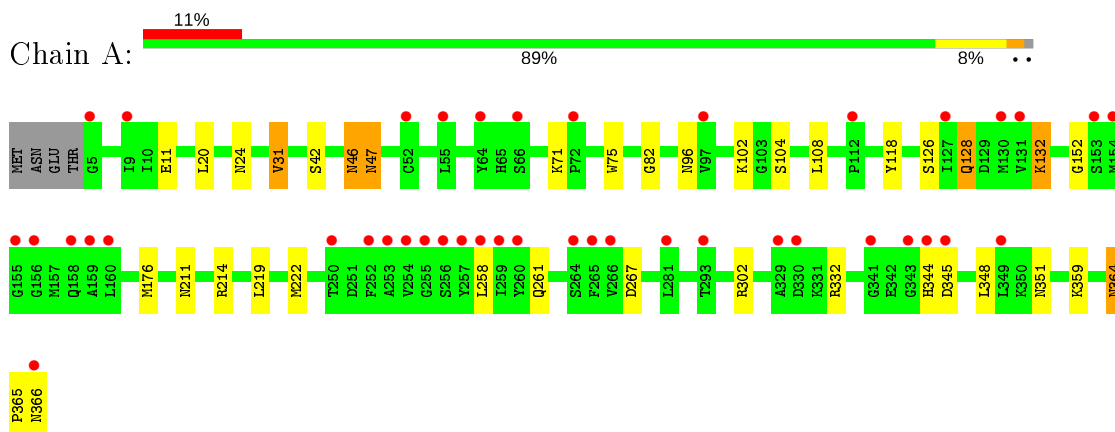 11%
Chain A:
89% 8% • •
MET ASN GLU THR G5 I9 I10 E11 L20 N24 V31 S42 N46 N47 C52 L55 Y64 H65 S66 K71 P72 W75 G82 N96 V97 K102 G103 S104 L108 P112 Y118 S126 I127 Q128 D129 M130 V131 K132 G152 S153 M154
G155 G156 M157 Q158 A159 L160 M176 N211 R214 L219 M222 T250 D251 F252 A253 V254 G255 S256 Y257 L258 I259 Y260 Q261 S264 F265 V266 D267 L281 T293 R302 A329 D330 K331 R332 G341 E342 G343 H344 D345 L348 L349 K350 N351 K359 N364
P365 N366